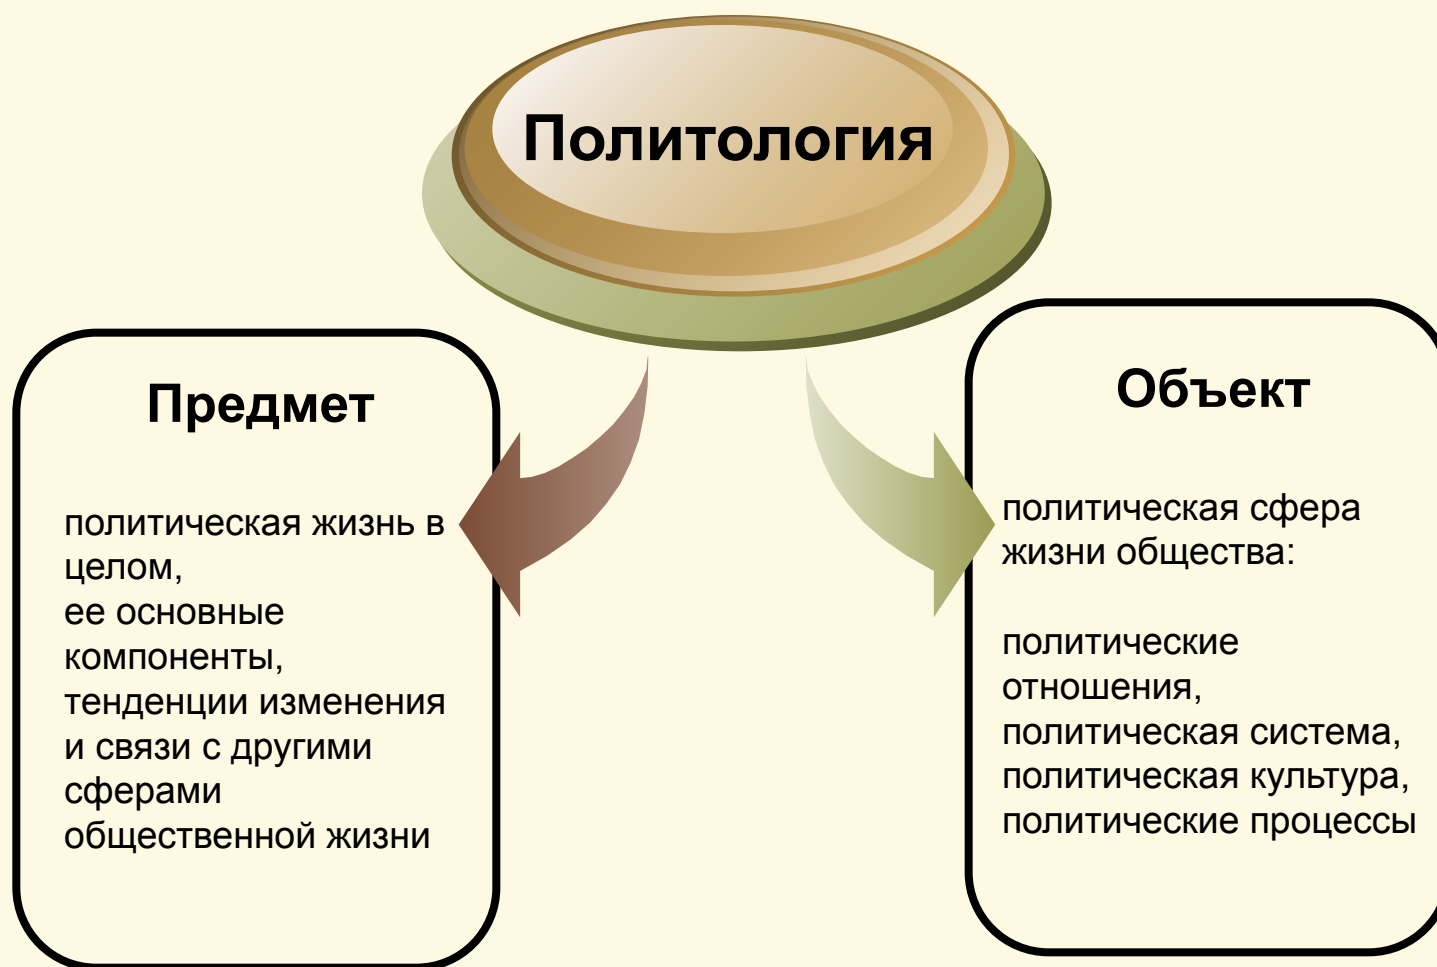 Политология
Предмет
политическая жизнь в
целом,
ее основные
компоненты,
тенденции изменения
и связи с другими
сферами
общественной жизни
Объект
политическая сфера
жизни общества:
политические
отношения,
политическая система,
политическая культура,
политические процессы